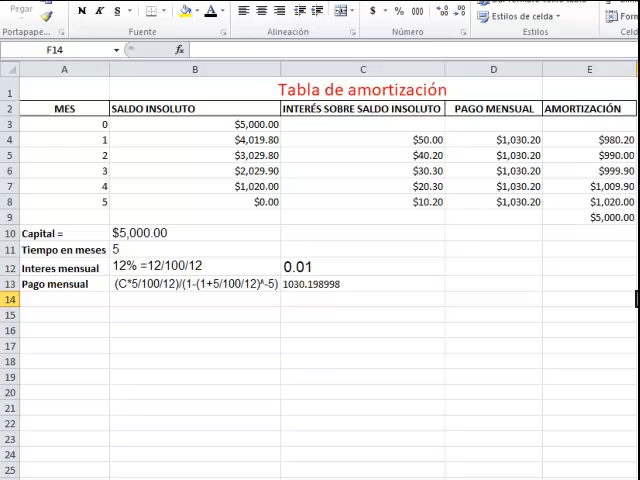 Pegar
N K S A $ % 000
Estilos de celda
Portapape... Fuente Alineación Número Estilos
F14 fx
A B C D E
1 Tabla de amortización
2 MES SALDO INSOLUTO INTERÉS SOBRE SALDO INSOLUTO PAGO MENSUAL AMORTIZACIÓN
3 0 $5,000.00
4 1 $4,019.80 $50.00 $1,030.20 $980.20
5 2 $3,029.80 $40.20 $1,030.20 $990.00
6 3 $2,029.90 $30.30 $1,030.20 $999.90
7 4 $1,020.00 $20.30 $1,030.20 $1,009.90
8 5 $0.00 $10.20 $1,030.20 $1,020.00
9 $5,000.00
10 Capital = $5,000.00
11 Tiempo en meses 5
12 Interes mensual 12% =12/100/12 0.01
13 Pago mensual (C*5/100/12)/(1-(1+5/100/12)^-5) 1030.198998
14
15
16
17
18
19
20
21
22
23
24
25